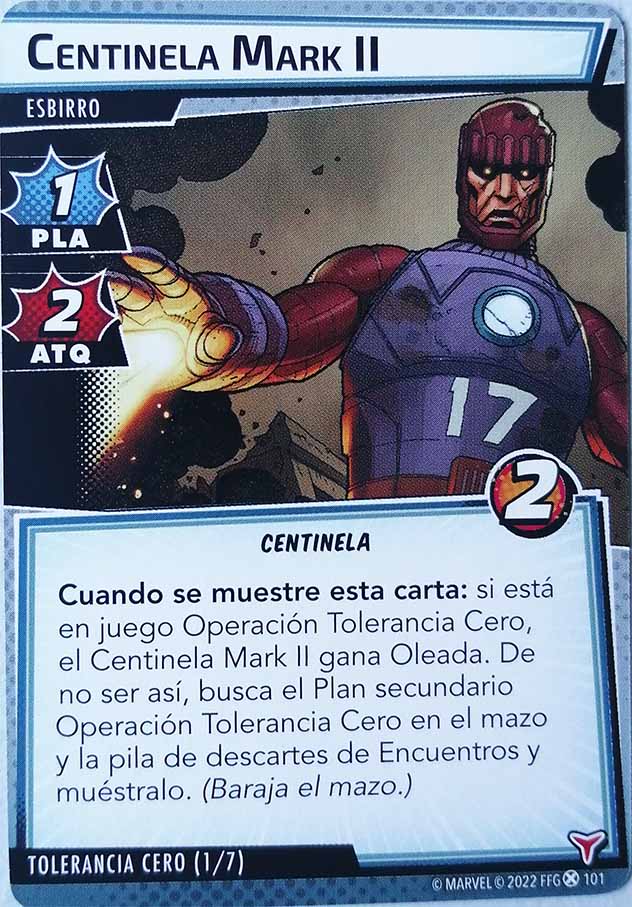 CENTINELA MARK II
ESBIRRO
1
PLA
2
ATQ
17
2
CENTINELA
Cuando se muestre esta carta: si está
en juego Operación Tolerancia Cero,
el Centinela Mark II gana Oleada. De
no ser así, busca el Plan secundario
Operación Tolerancia Cero en el mazo
y la pila de descartes de Encuentros y
muéstralo. (Baraja el mazo.)
TOLERANCIA CERO (1/7)
© MARVEL © 2022 FFG 101